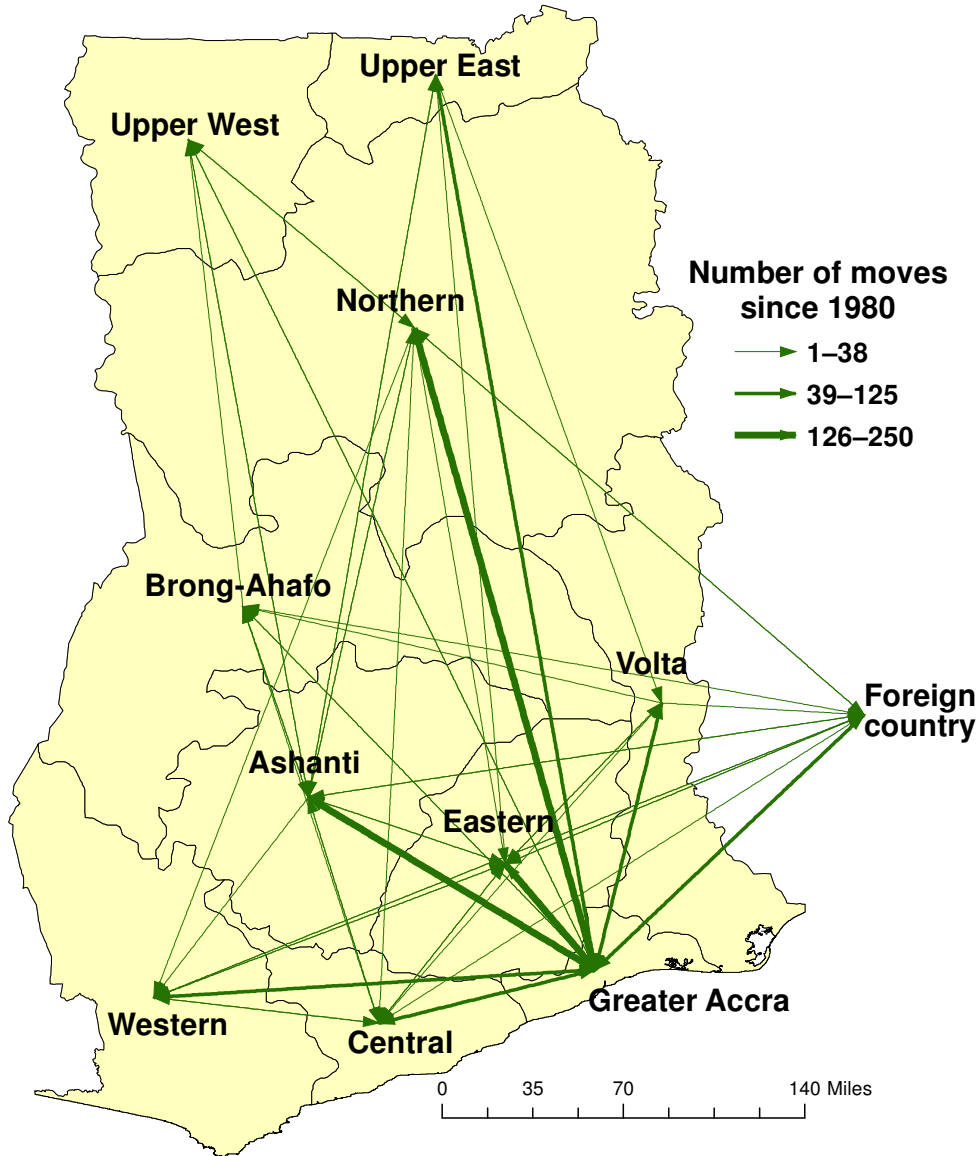 Upper East
Upper West
Number of moves
since 1980
Northern
1–38
39–125
126–250
Brong-Ahafo
Volta
Foreign
country
Ashanti
Eastern
Greater Accra
Western
Central
0 35 70 140 Miles